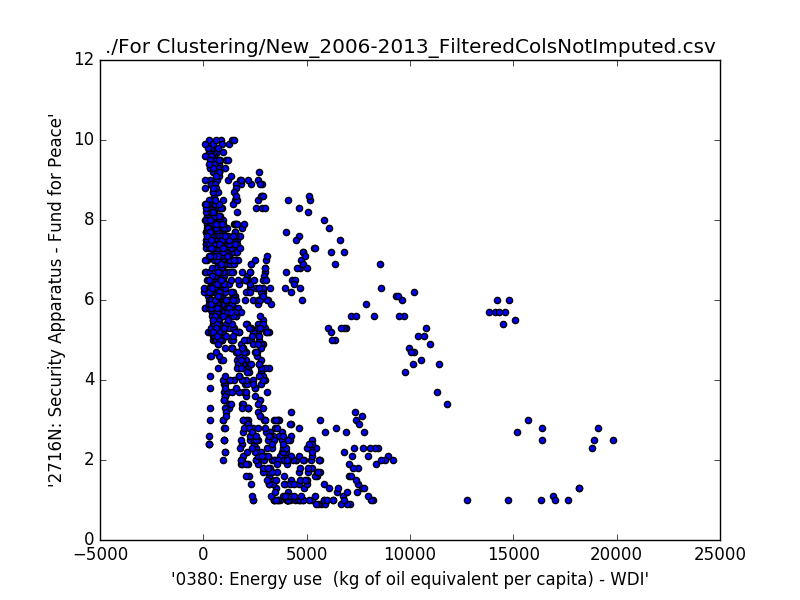 ./For Clustering/New_2006-2013_FilteredColsNotImputed.csv
12
10
8
6
4
2
0
−5000 0 5000 10000 15000 20000 25000
'2716N: Security Apparatus - Fund for Peace'
'0380: Energy use  (kg of oil equivalent per capita) - WDI'